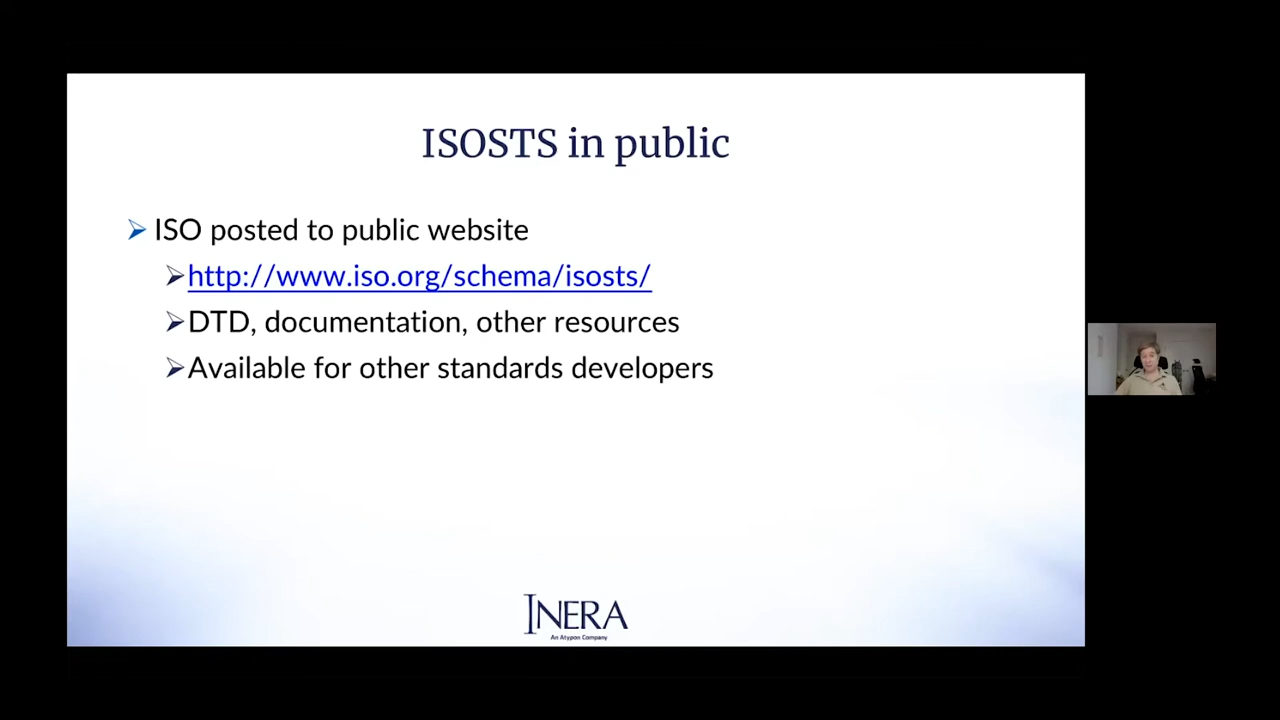 ISOSTS in public
ISO posted to public website
http://www.iso.org/schema/isosts/
DTD, documentation, other resources
Available for other standards developers
INERA
An Atypon Company